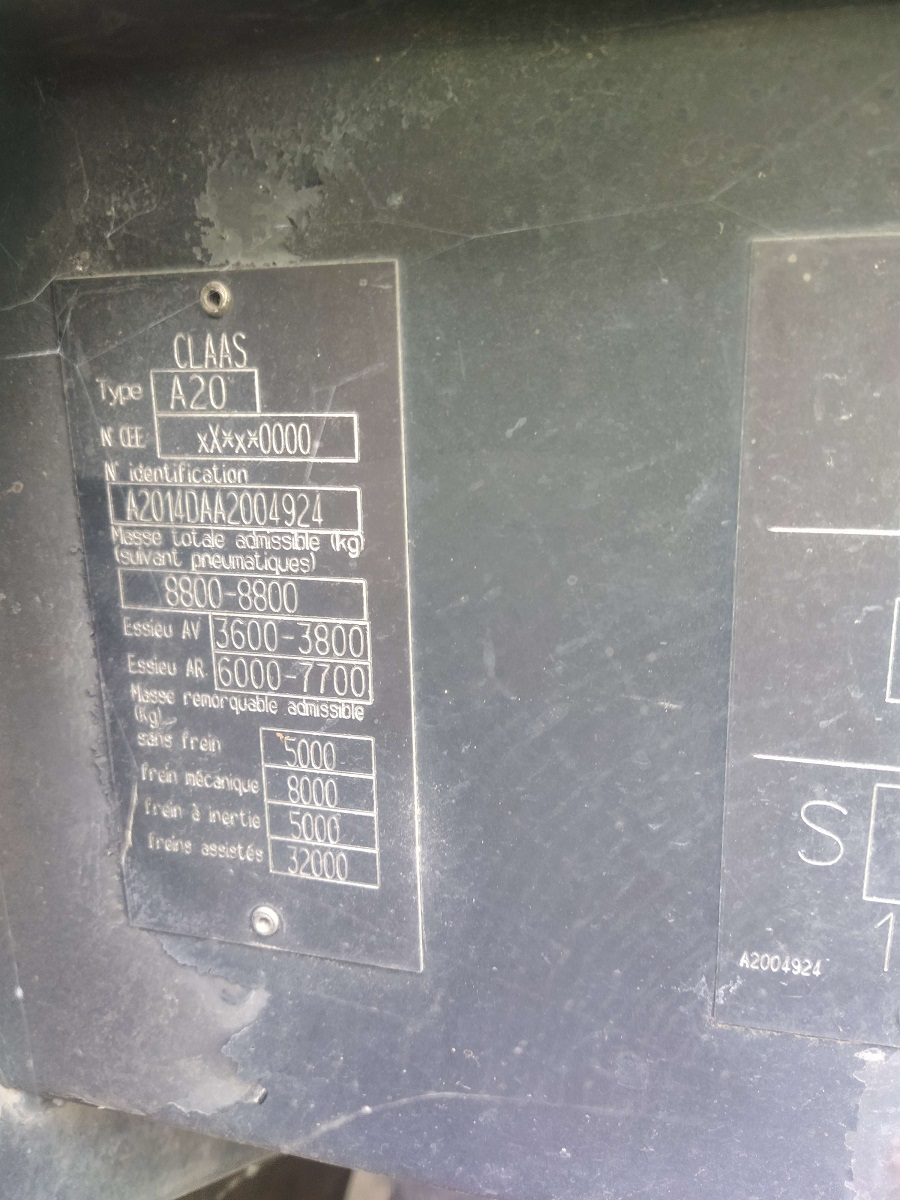 CLAAS
Type A20
N° CEE xX*x*0000
N° identification
A2014DAA2004924
Masse totale admissible (kg)
(suivant pneumatiques)
8800-8800
Essieu AV 3600-3800
Essieu AR 6000-7700
Masse remorquable admissible
(Kg)
sans frein 5000
frein mécanique 8000
frein à inertie 5000
freins assistés 32000
S
1
A2004924